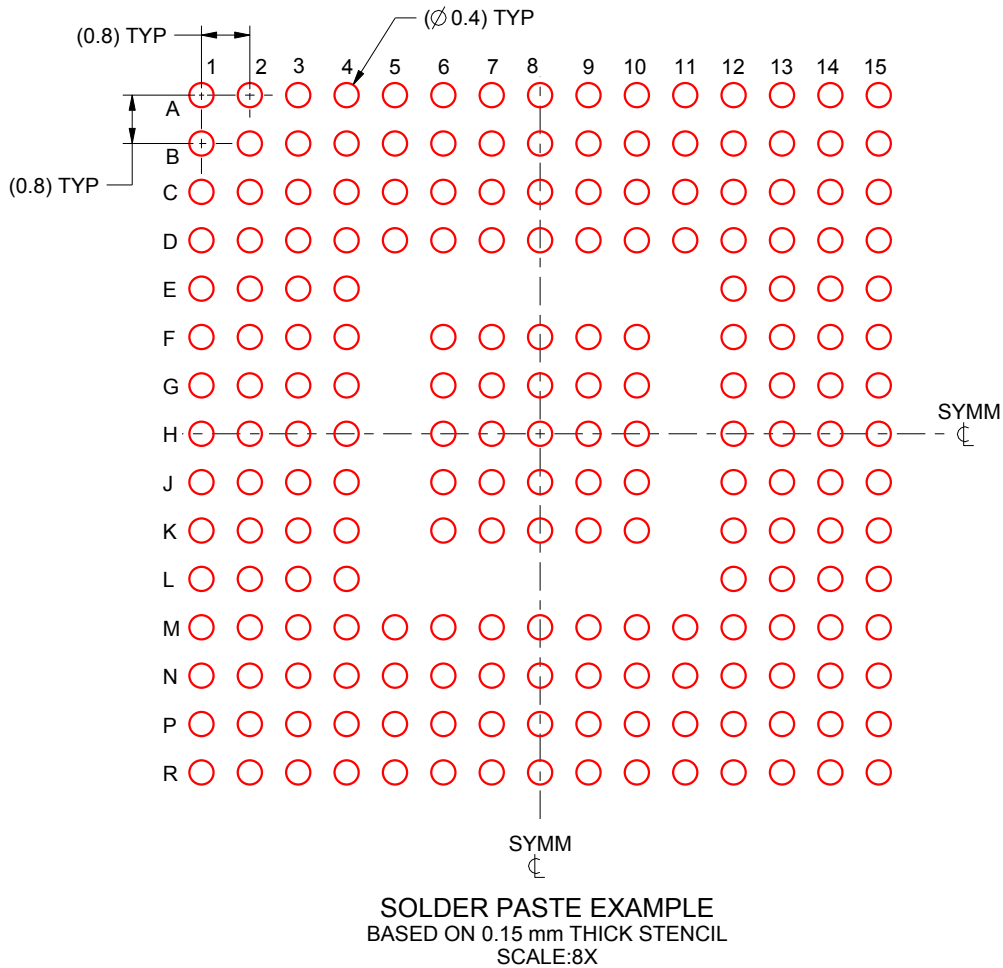 (0.8) TYP
(∅ 0.4) TYP
1 2 3 4 5 6 7 8 9 10 11 12 13 14 15
A
B
(0.8) TYP
C
D
E
F
G
SYMM
H
℄
J
K
L
M
N
P
R
SYMM
℄
SOLDER PASTE EXAMPLE
BASED ON 0.15 mm THICK STENCIL
SCALE:8X